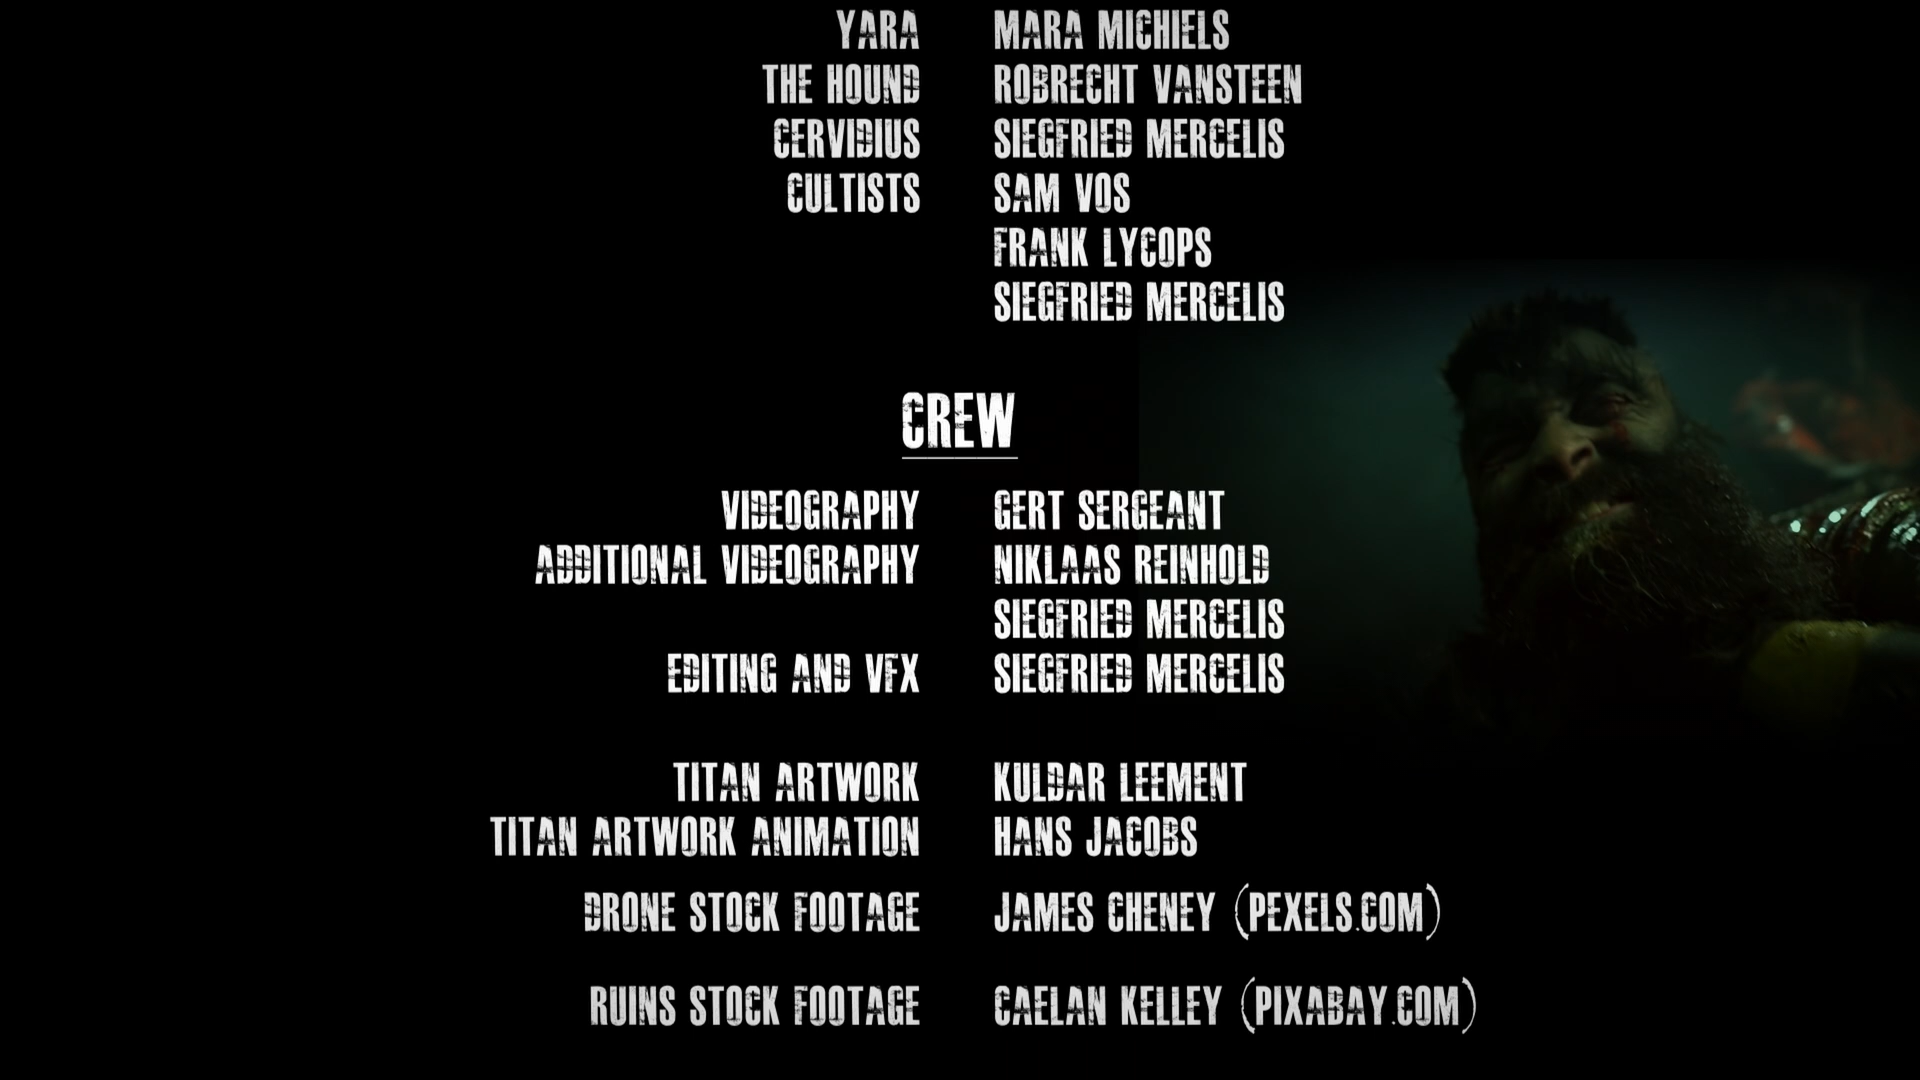 YARA MARA MICHIELS
THE HOUND ROBRECHT VANSTEEN
CERVIDIUS SIEGFRIED MERCELIS
CULTISTS SAM VOS
FRANK LYCOPS
SIEGFRIED MERCELIS
CREW
VIDEOGRAPHY GERT SERGEANT
ADDITIONAL VIDEOGRAPHY NIKLAAS REINHOLD
SIEGFRIED MERCELIS
EDITING AND VFX SIEGFRIED MERCELIS
TITAN ARTWORK KULDAR LEEMENT
TITAN ARTWORK ANIMATION HANS JACOBS
DRONE STOCK FOOTAGE JAMES CHENEY (PEXELS.COM)
RUINS STOCK FOOTAGE CAELAN KELLEY (PIXABAY.COM)